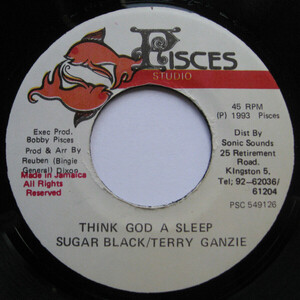 PISCES
STUDIO
Exec Prod.
Bobby Pisces
Prod & Arr By
Reuben (Bingie
General) Dixon
Made in Jamaica
All Rights
Reserved
45 RPM
(P) 1993 Pisces
Dist By
Sonic Sounds
25 Retirement
Road.
KIngston 5,
Tel; 92-62036/
61204
PSC 549126
THINK GOD A SLEEP
SUGAR BLACK/TERRY GANZIE